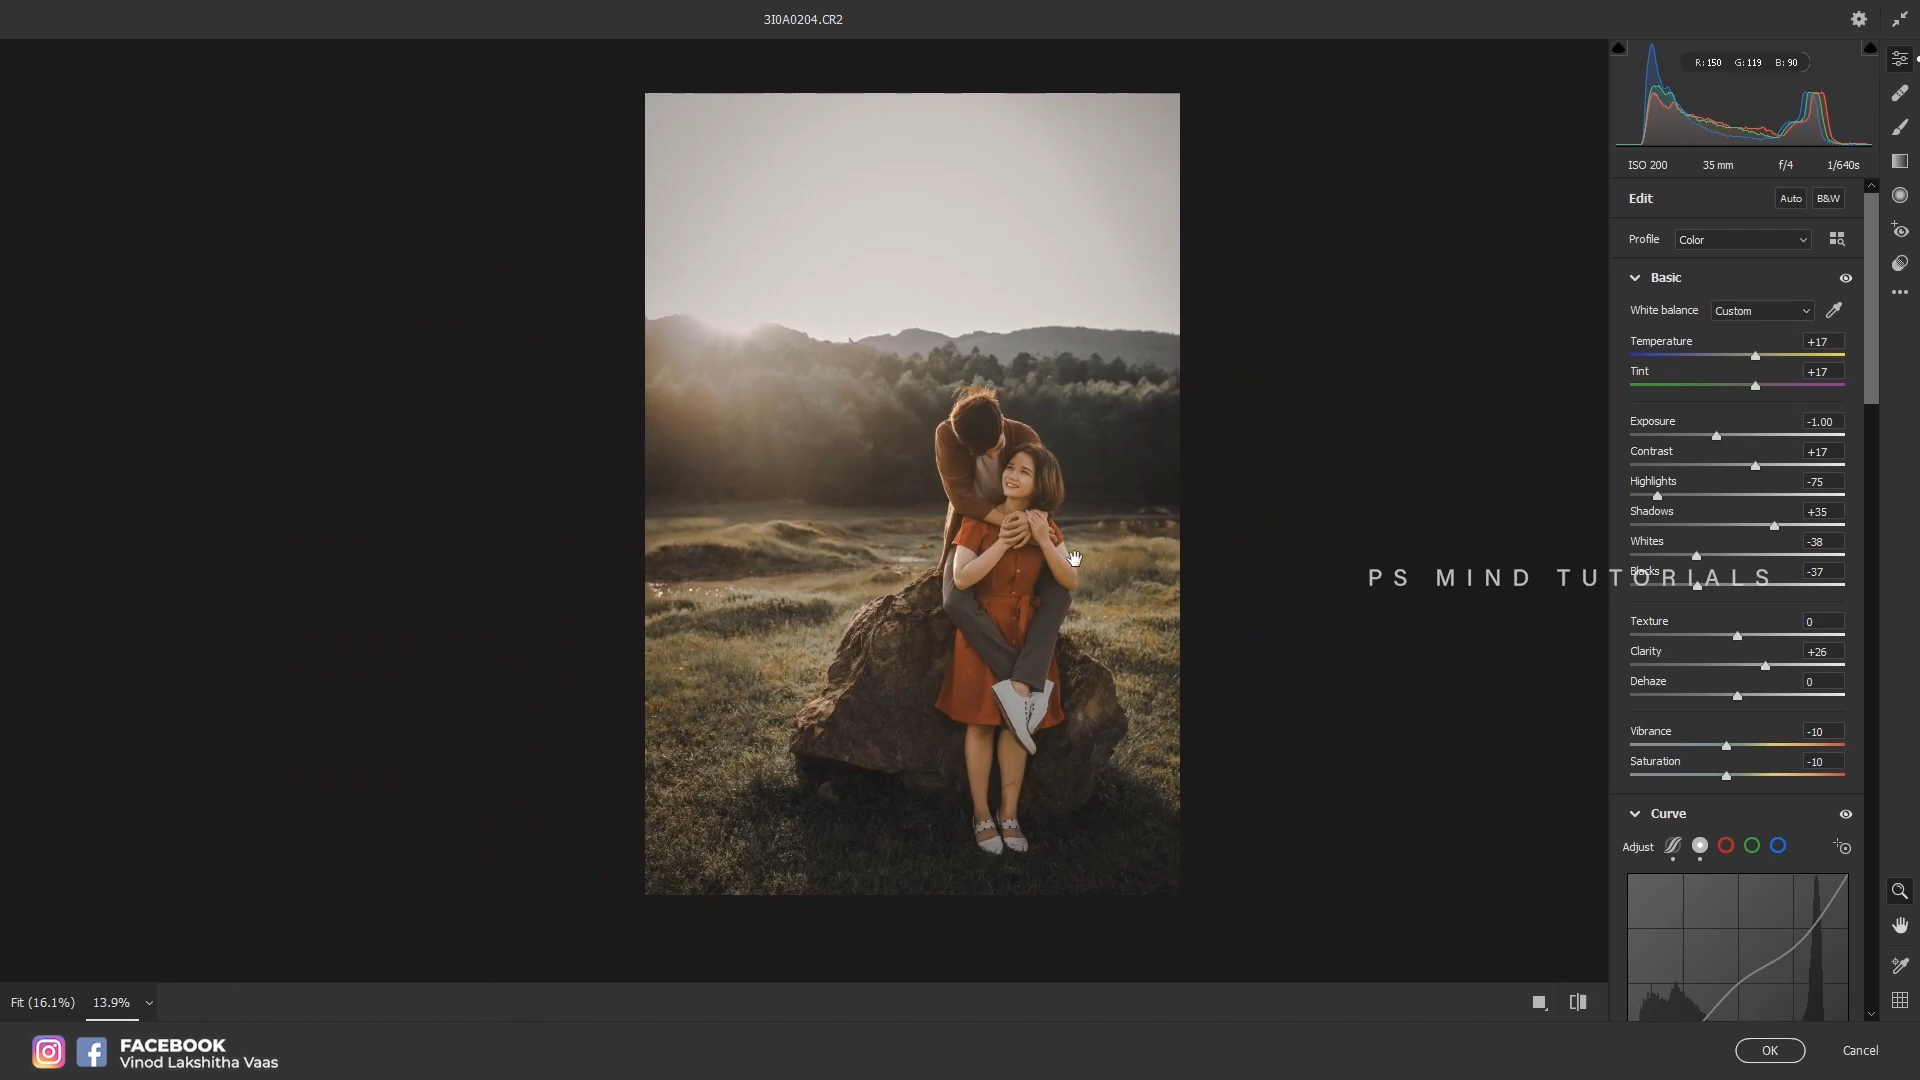 3I0A0204.CR2
R: 150 G: 119 B: 90
ISO 200 35 mm f/4 1/640s
Edit Auto B&W
Profile Color
Basic
White balance Custom
Temperature +17
Tint +17
Exposure -1.00
Contrast +17
Highlights -75
Shadows +35
Whites -38
Blacks -37
PS MIND TUTORIALS
Texture 0
Clarity +26
Dehaze 0
Vibrance -10
Saturation -10
Curve
Adjust
Fit (16.1%) 13.9%
FACEBOOK
Vinod Lakshitha Vaas
OK Cancel